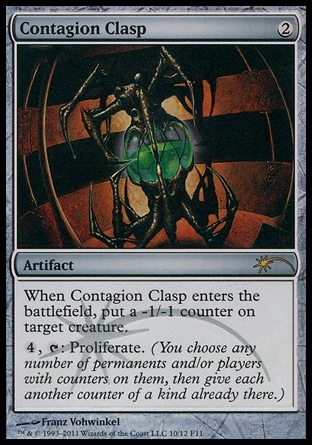 Contagion Clasp 2
Artifact
When Contagion Clasp enters the
battlefield, put a -1/-1 counter on
target creature.
4, : Proliferate. (You choose any
number of permanents and/or players
with counters on them, then give each
another counter of a kind already there.)
Franz Vohwinkel
™ & © 1993–2011 Wizards of the Coast LLC 10/12 F11